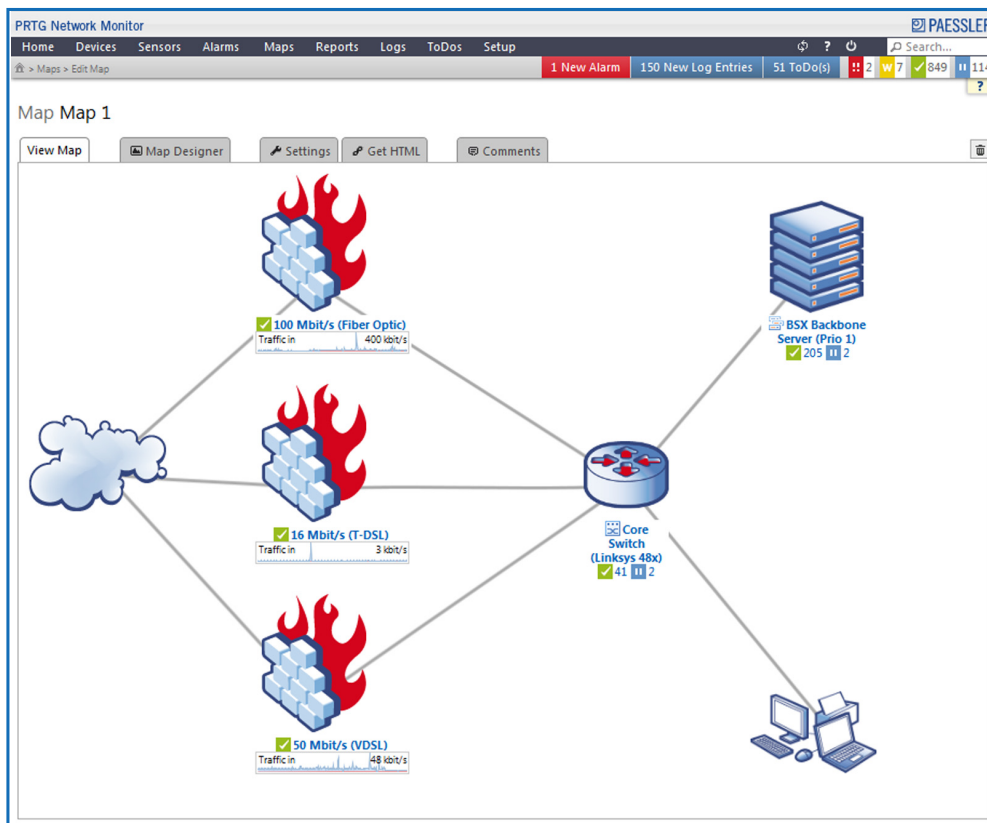 PRTG Network Monitor
PAESSLER
Home Devices Sensors Alarms Maps Reports Logs ToDos Setup ? Search...
> Maps > Edit Map
1 New Alarm 150 New Log Entries 51 ToDo(s) !! 2 W 7 849 114
?
Map Map 1
View Map Map Designer Settings Get HTML Comments
100 Mbit/s (Fiber Optic)
Traffic in 400 kbit/s
BSX Backbone
Server (Prio 1)
205 2
16 Mbit/s (T-DSL)
Traffic in 3 kbit/s
Core
Switch
(Linksys 48x)
41 2
50 Mbit/s (VDSL)
Traffic in 48 kbit/s